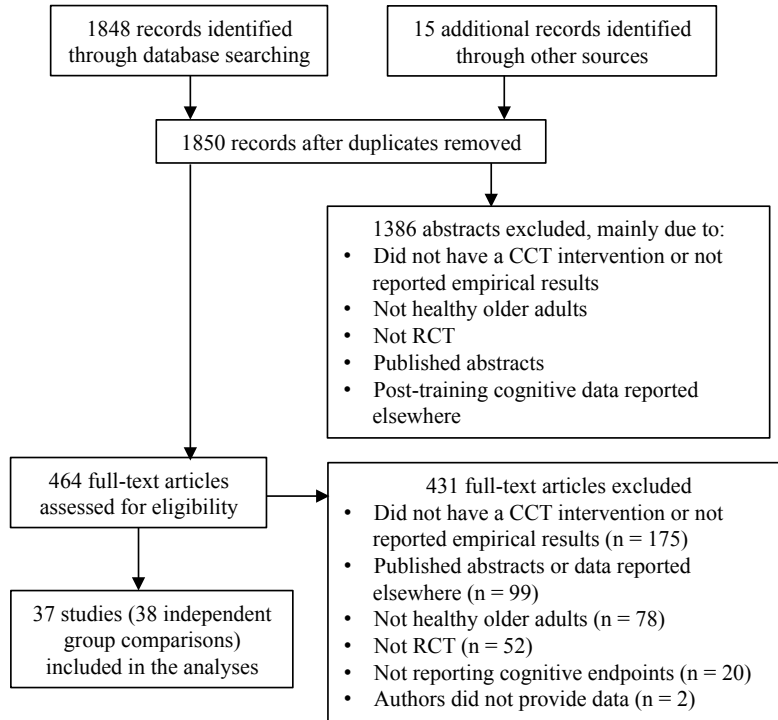 1848 records identified
through database searching
15 additional records identified
through other sources
1850 records after duplicates removed
1386 abstracts excluded, mainly due to:
• Did not have a CCT intervention or not
reported empirical results
• Not healthy older adults
• Not RCT
• Published abstracts
• Post-training cognitive data reported
elsewhere
464 full-text articles
assessed for eligibility
431 full-text articles excluded
• Did not have a CCT intervention or not
reported empirical results (n = 175)
• Published abstracts or data reported
elsewhere (n = 99)
• Not healthy older adults (n = 78)
• Not RCT (n = 52)
• Not reporting cognitive endpoints (n = 20)
• Authors did not provide data (n = 2)
37 studies (38 independent
group comparisons)
included in the analyses